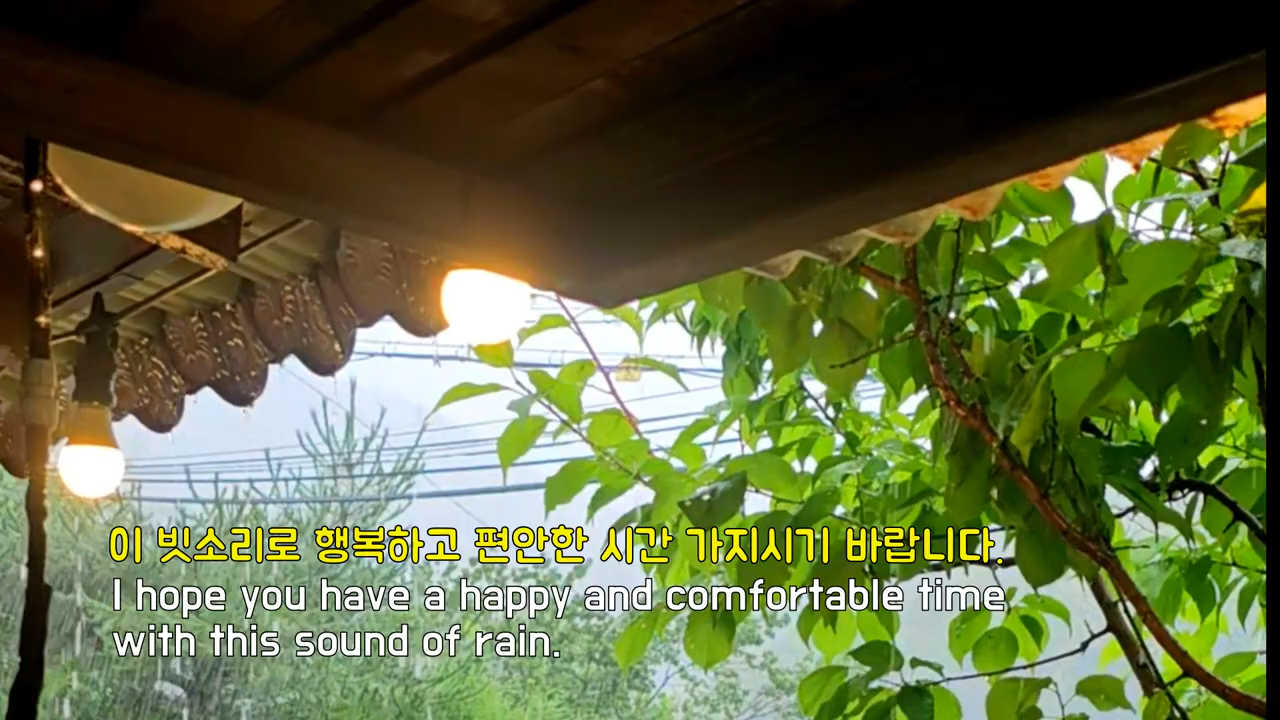 이 빗소리로 행복하고 편안한 시간 가지시기 바랍니다.
I hope you have a happy and comfortable time
with this sound of rain.